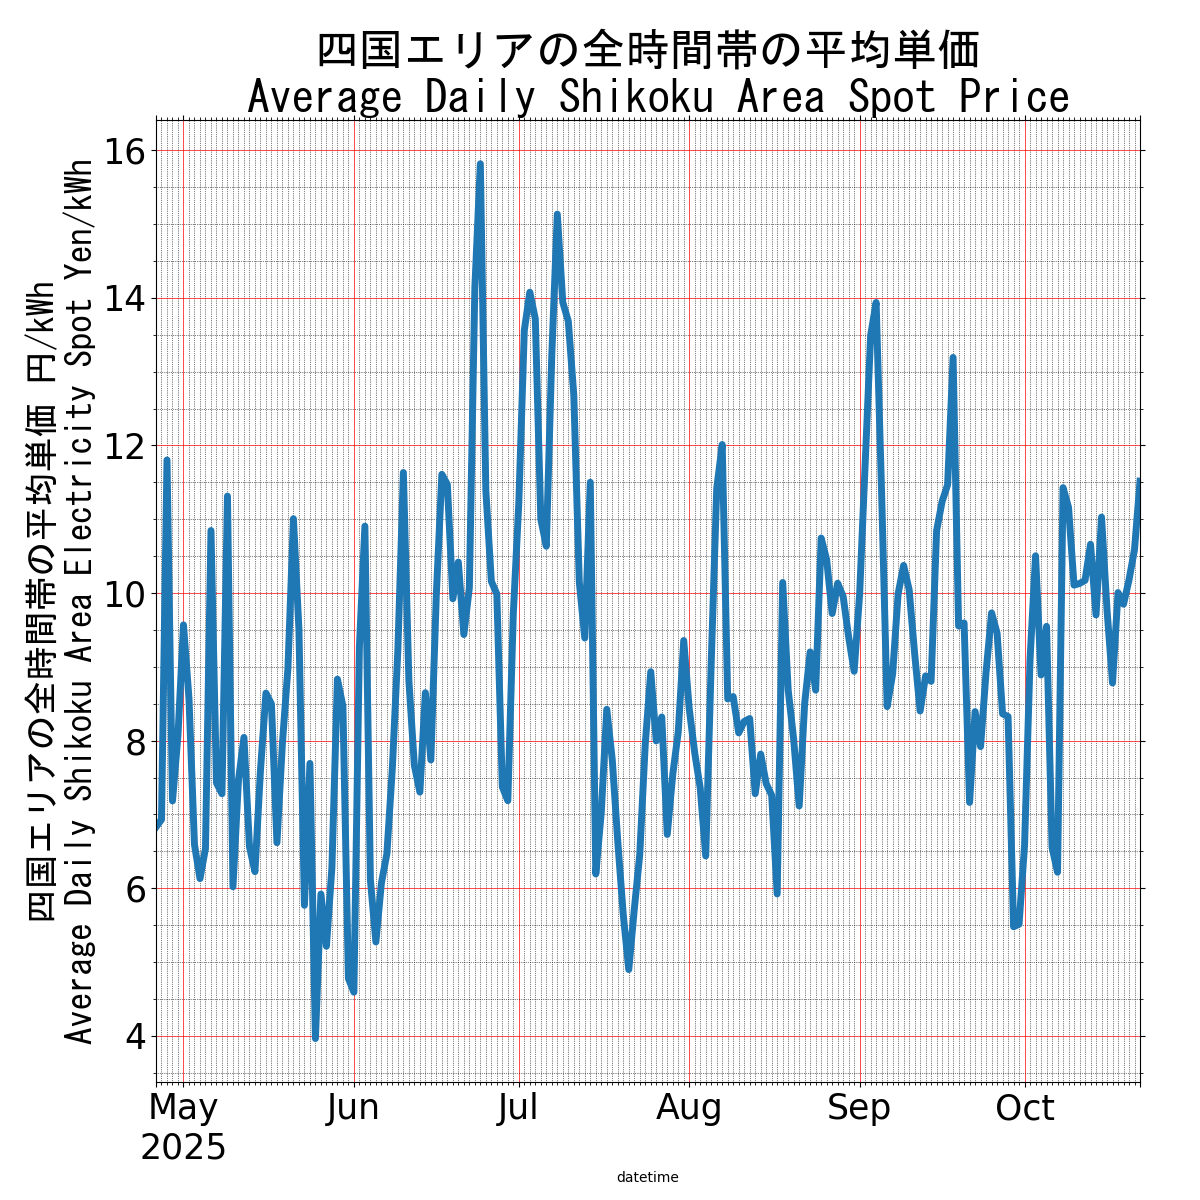 四国エリアの全時間帯の平均単価
Average Daily Shikoku Area Spot Price
四国エリアの全時間帯の平均単価 円/kWh
Average Daily Shikoku Area Electricity Spot Yen/kWh
16
14
12
10
8
6
4
May
2025
Jun
Jul
Aug
Sep
Oct
datetime